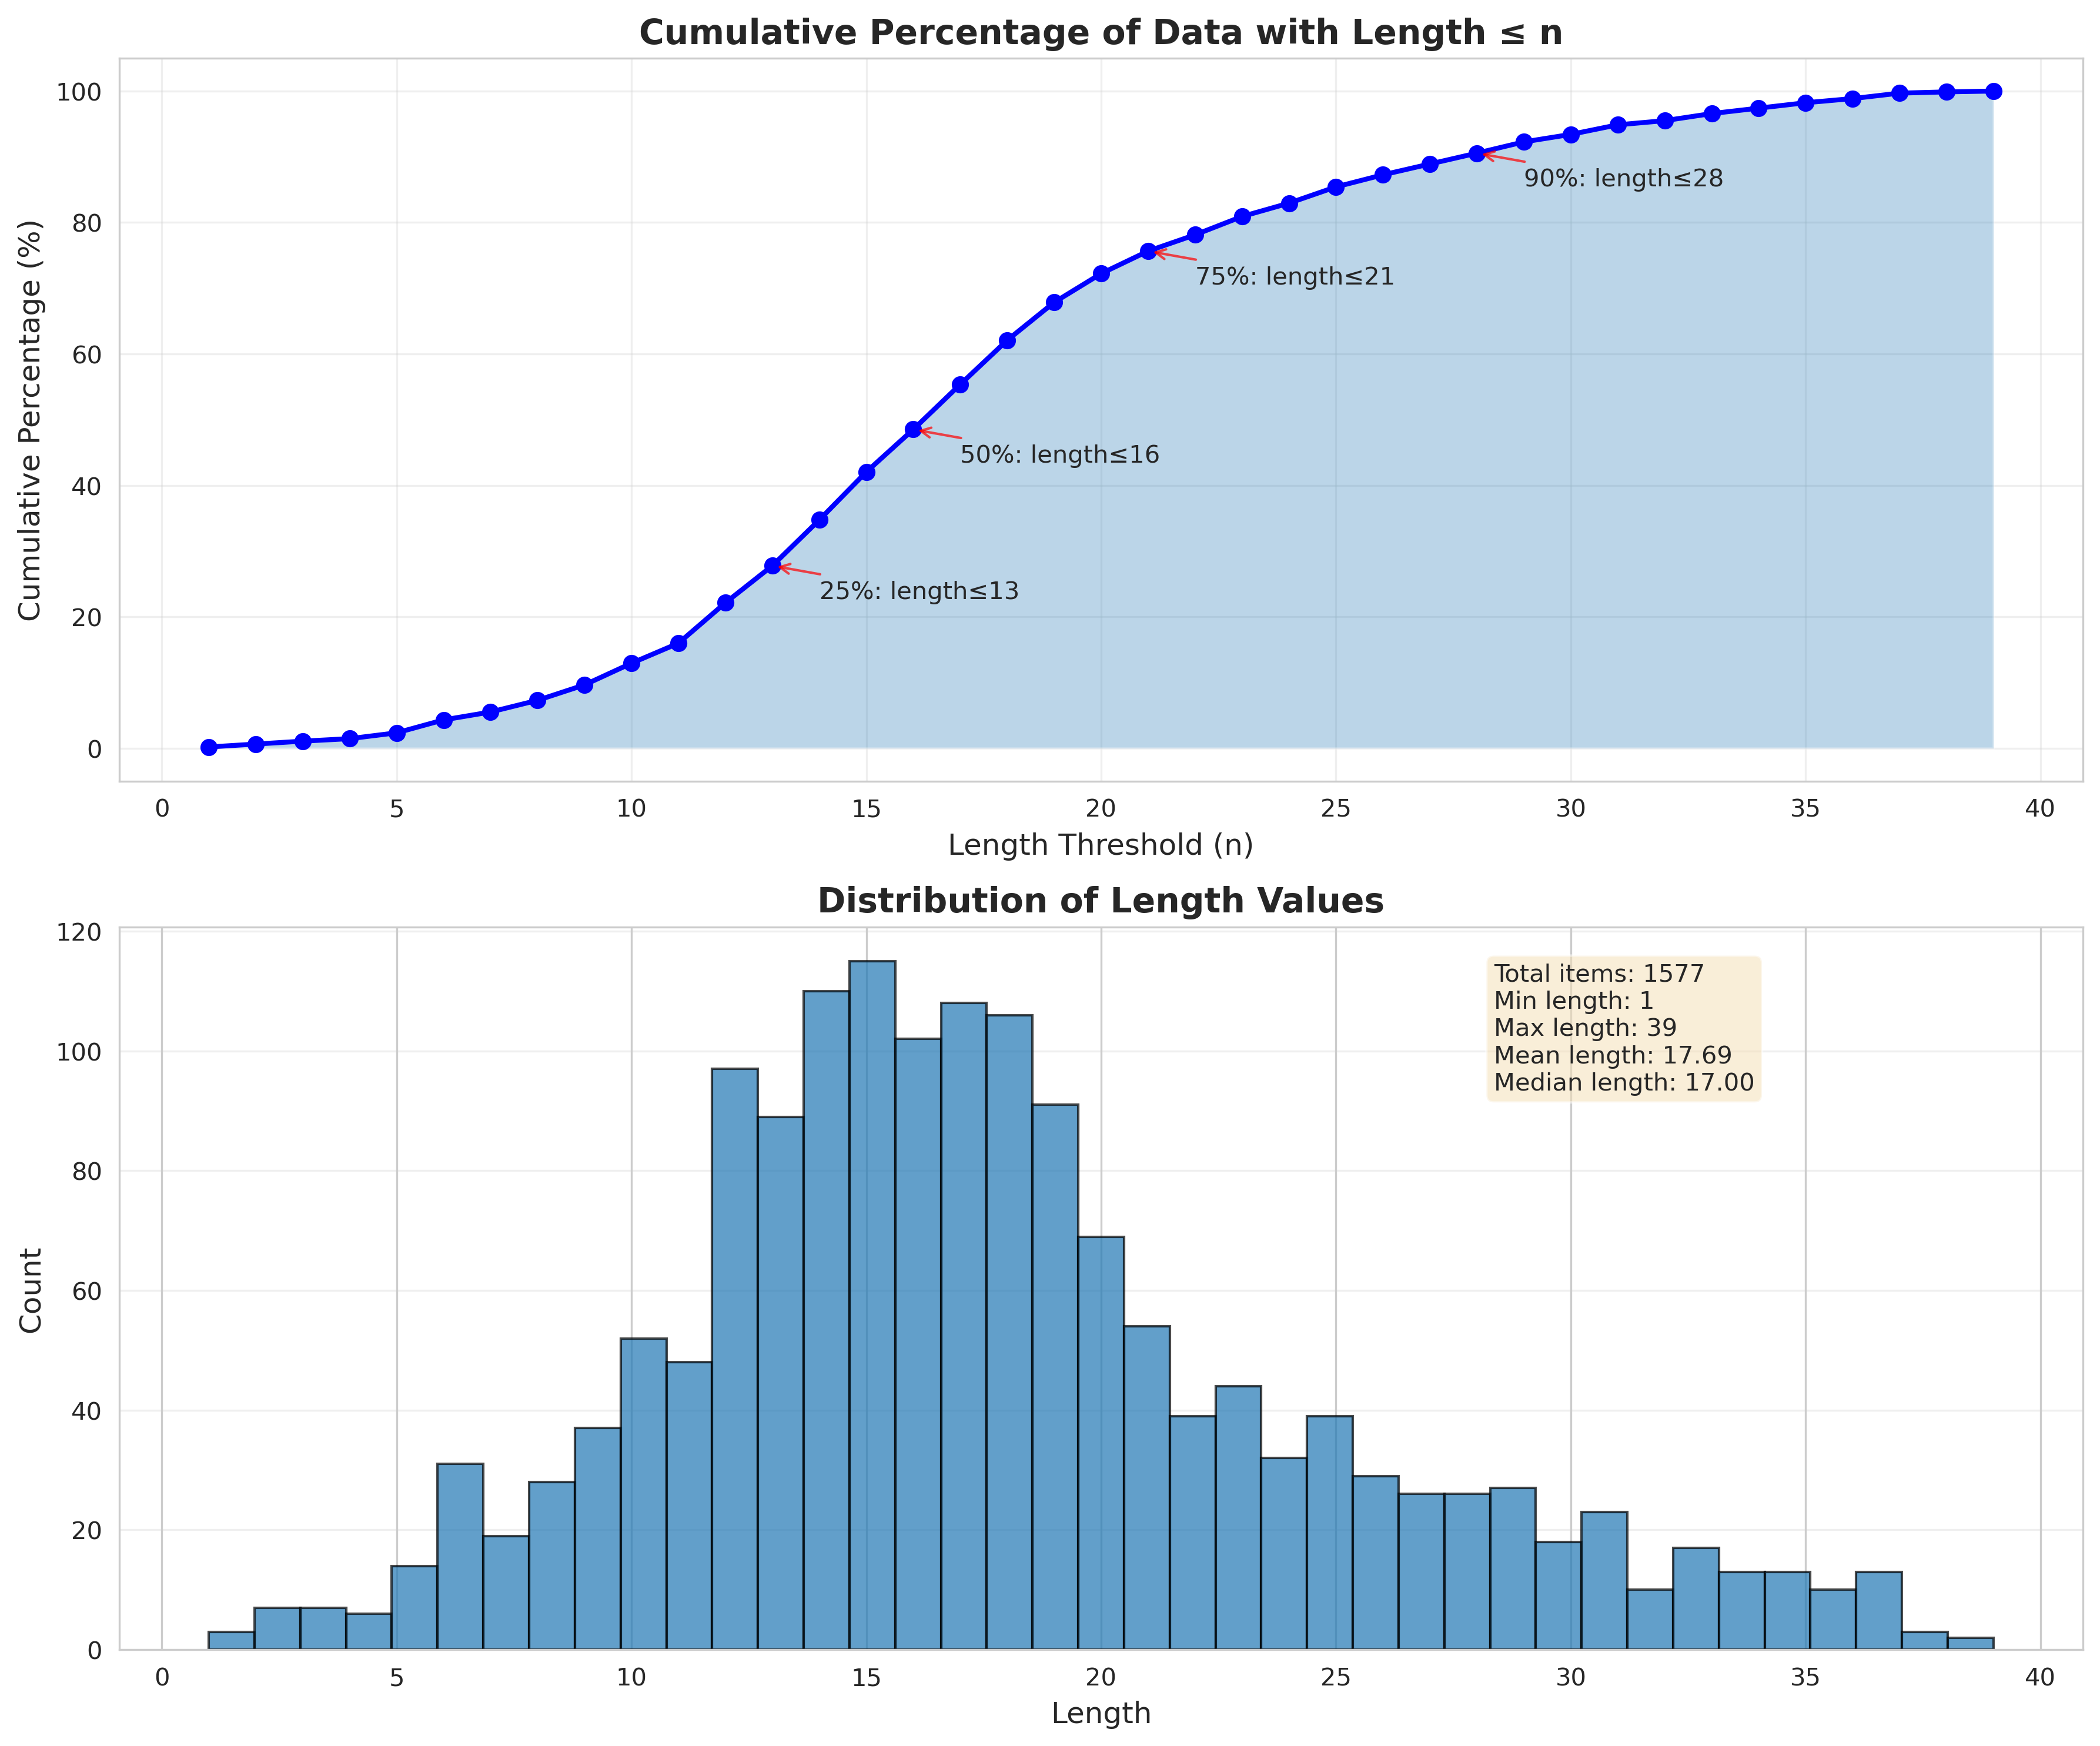 Cumulative Percentage of Data with Length ≤ n
Cumulative Percentage (%)
100
80
60
40
20
0
90%: length≤28
75%: length≤21
50%: length≤16
25%: length≤13
0 5 10 15 20 25 30 35 40
Length Threshold (n)
Distribution of Length Values
Count
120
100
80
60
40
20
0
Total items: 1577
Min length: 1
Max length: 39
Mean length: 17.69
Median length: 17.00
0 5 10 15 20 25 30 35 40
Length